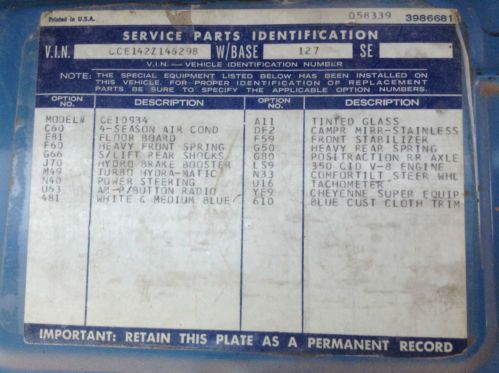 Printed in U.S.A. 058339 3986681
SERVICE PARTS IDENTIFICATION
V.I.N. CCE142Z146298 W/BASE 127 SE
V.I.N. – VEHICLE IDENTIFICATION NUMBER
NOTE: THE SPECIAL EQUIPMENT LISTED BELOW HAS BEEN INSTALLED ON
THIS VEHICLE. FOR PROPER IDENTIFICATION OF REPLACEMENT
PARTS BE SURE TO SPECIFY THE APPLICABLE OPTION NUMBERS.
OPTION NO. DESCRIPTION OPTION NO. DESCRIPTION
MODEL# CE10934 A11 TINTED GLASS
C60 4-SEASON AIR COND DF2 CAMPR MIRR-STAINLESS
E81 FLOOR BOARD F59 FRONT STABILIZER
F60 HEAVY FRONT SPRING G50 HEAVY REAR SPRING
G66 S/LIFT REAR SHOCKS G80 POSITRACTION RR AXLE
J70 HYDRO BRAKE BOOSTER LS9 350 CID V-8 ENGINE
M49 TURBO HYDRA-MATIC N33 COMFORTILT STEER WHL
N40 POWER STEERING U16 TACHOMETER
U63 AM-P/BUTTON RADIO YE9 CHEYENNE SUPER EQUIP
481 WHITE & MEDIUM BLUE 610 BLUE CUST CLOTH TRIM
IMPORTANT: RETAIN THIS PLATE AS A PERMANENT RECORD